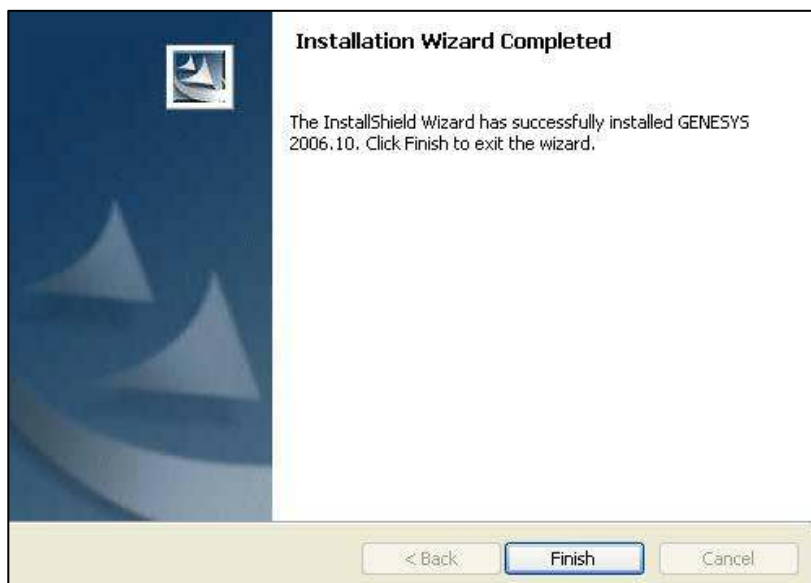 Installation Wizard Completed
The InstallShield Wizard has successfully installed GENESYS
2006.10. Click Finish to exit the wizard.
< Back Finish Cancel